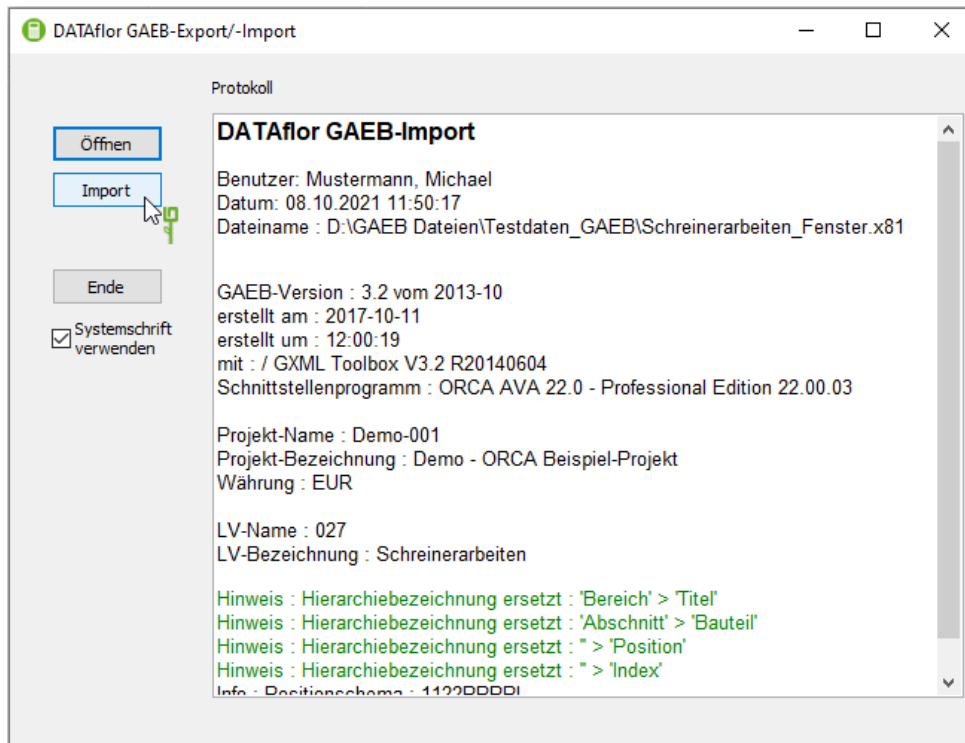 DATAflor GAEB-Export/-Import
Protokoll
Öffnen
Import
Ende
Systemschrift
verwenden
DATAflor GAEB-Import
Benutzer: Mustermann, Michael
Datum: 08.10.2021 11:50:17
Dateiname : D:\GAEB Dateien\Testdaten_GAEB\Schreinerarbeiten_Fenster.x81
GAEB-Version : 3.2 vom 2013-10
erstellt am : 2017-10-11
erstellt um : 12:00:19
mit : / GXML Toolbox V3.2 R20140604
Schnittstellenprogramm : ORCA AVA 22.0 - Professional Edition 22.00.03
Projekt-Name : Demo-001
Projekt-Bezeichnung : Demo - ORCA Beispiel-Projekt
Währung : EUR
LV-Name : 027
LV-Bezeichnung : Schreinerarbeiten
Hinweis : Hierarchiebezeichnung ersetzt : 'Bereich' > 'Titel'
Hinweis : Hierarchiebezeichnung ersetzt : 'Abschnitt' > 'Bauteil'
Hinweis : Hierarchiebezeichnung ersetzt : '' > 'Position'
Hinweis : Hierarchiebezeichnung ersetzt : '' > 'Index'
Info : Positionschema : 1122PPPPI